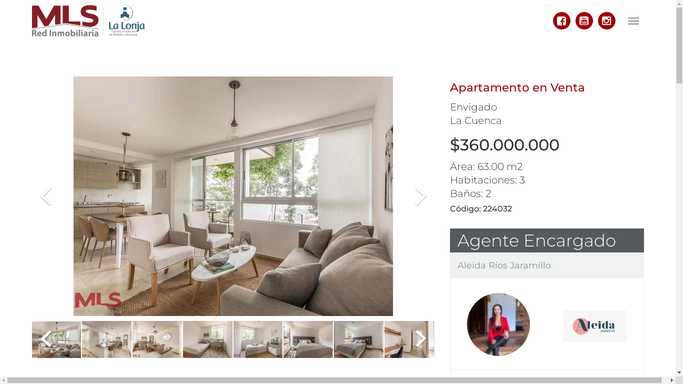 MLS
Red Inmobiliaria
La Lonja
Apartamento en Venta
Envigado
La Cuenca
$360.000.000
Área: 63.00 m2
Habitaciones: 3
Baños: 2
Código: 224032
MLS
Agente Encargado
Aleida Ríos Jaramillo
Aleida